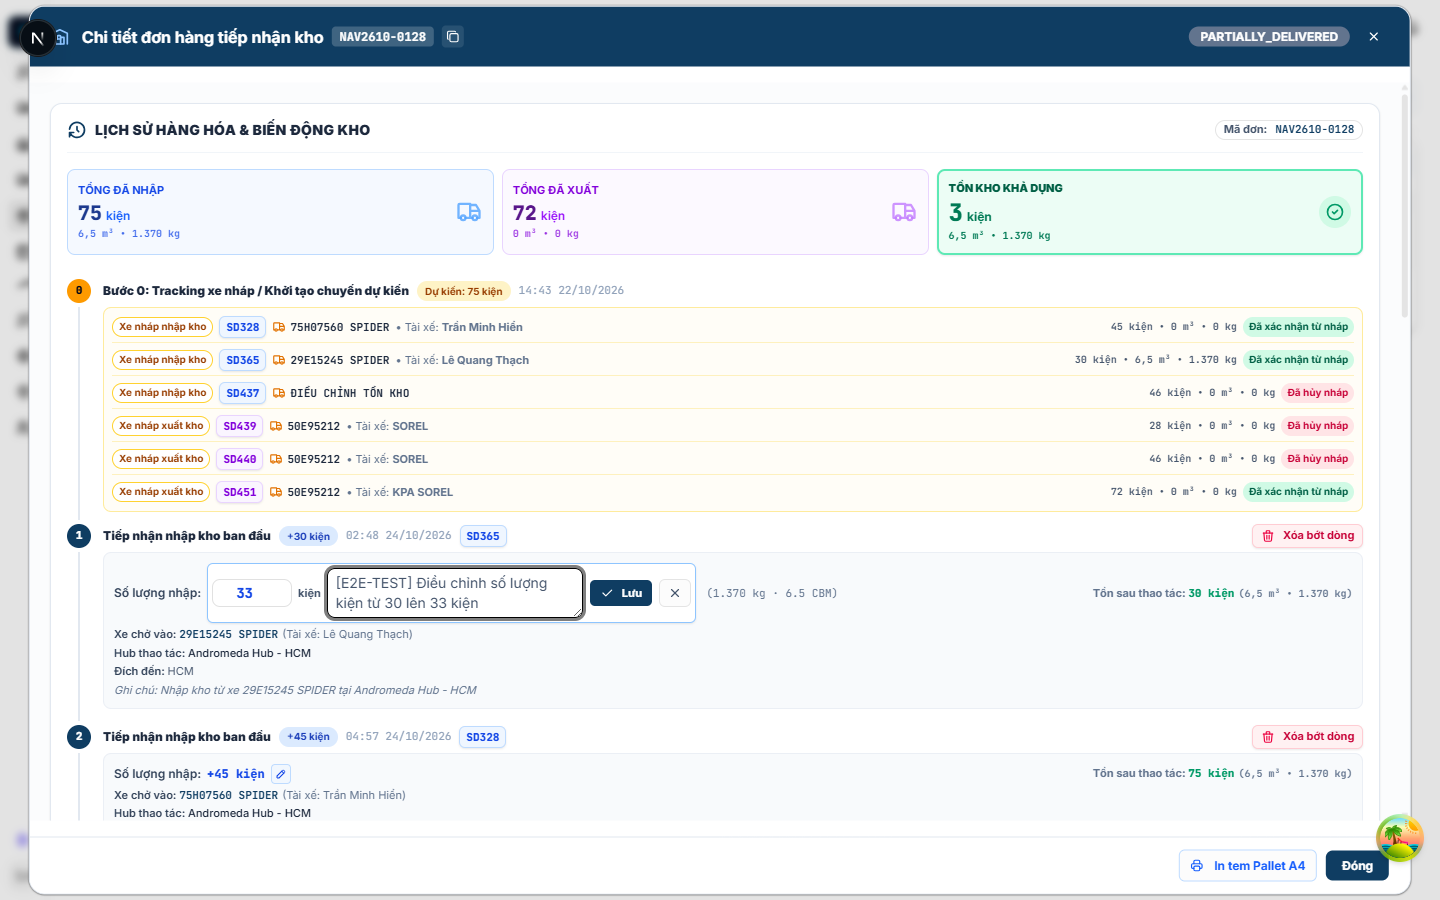 N
Chi tiết đơn hàng tiếp nhận kho NAV2610-0128 PARTIALLY_DELIVERED
LỊCH SỬ HÀNG HÓA & BIẾN ĐỘNG KHO Mã đơn: NAV2610-0128
TỔNG ĐÃ NHẬP
75 kiện
6,5 m³ • 1.370 kg
TỔNG ĐÃ XUẤT
72 kiện
0 m³ • 0 kg
TỒN KHO KHẢ DỤNG
3 kiện
6,5 m³ • 1.370 kg
0 Bước 0: Tracking xe nháp / Khởi tạo chuyến dự kiến Dự kiến: 75 kiện 14:43 22/10/2026
Xe nháp nhập kho SD328 75H07560 SPIDER • Tài xế: Trần Minh Hiến 45 kiện • 0 m³ • 0 kg Đã xác nhận từ nháp
Xe nháp nhập kho SD365 29E15245 SPIDER • Tài xế: Lê Quang Thạch 30 kiện • 6,5 m³ • 1.370 kg Đã xác nhận từ nháp
Xe nháp nhập kho SD437 ĐIỀU CHỈNH TỒN KHO 46 kiện • 0 m³ • 0 kg Đã hủy nháp
Xe nháp xuất kho SD439 50E95212 • Tài xế: SOREL 28 kiện • 0 m³ • 0 kg Đã hủy nháp
Xe nháp xuất kho SD440 50E95212 • Tài xế: SOREL 46 kiện • 0 m³ • 0 kg Đã hủy nháp
Xe nháp xuất kho SD451 50E95212 • Tài xế: KPA SOREL 72 kiện • 0 m³ • 0 kg Đã xác nhận từ nháp
1 Tiếp nhận nhập kho ban đầu +30 kiện 02:48 24/10/2026 SD365 Xóa bớt dòng
Số lượng nhập: 33 kiện [E2E-TEST] Điều chỉnh số lượng
kiện từ 30 lên 33 kiện Lưu (1.370 kg · 6.5 CBM) Tồn sau thao tác: 30 kiện (6,5 m³ • 1.370 kg)
Xe chở vào: 29E15245 SPIDER (Tài xế: Lê Quang Thạch)
Hub thao tác: Andromeda Hub - HCM
Đích đến: HCM
Ghi chú: Nhập kho từ xe 29E15245 SPIDER tại Andromeda Hub - HCM
2 Tiếp nhận nhập kho ban đầu +45 kiện 04:57 24/10/2026 SD328 Xóa bớt dòng
Số lượng nhập: +45 kiện Tồn sau thao tác: 75 kiện (6,5 m³ • 1.370 kg)
Xe chở vào: 75H07560 SPIDER (Tài xế: Trần Minh Hiến)
Hub thao tác: Andromeda Hub - HCM
In tem Pallet A4 Đóng